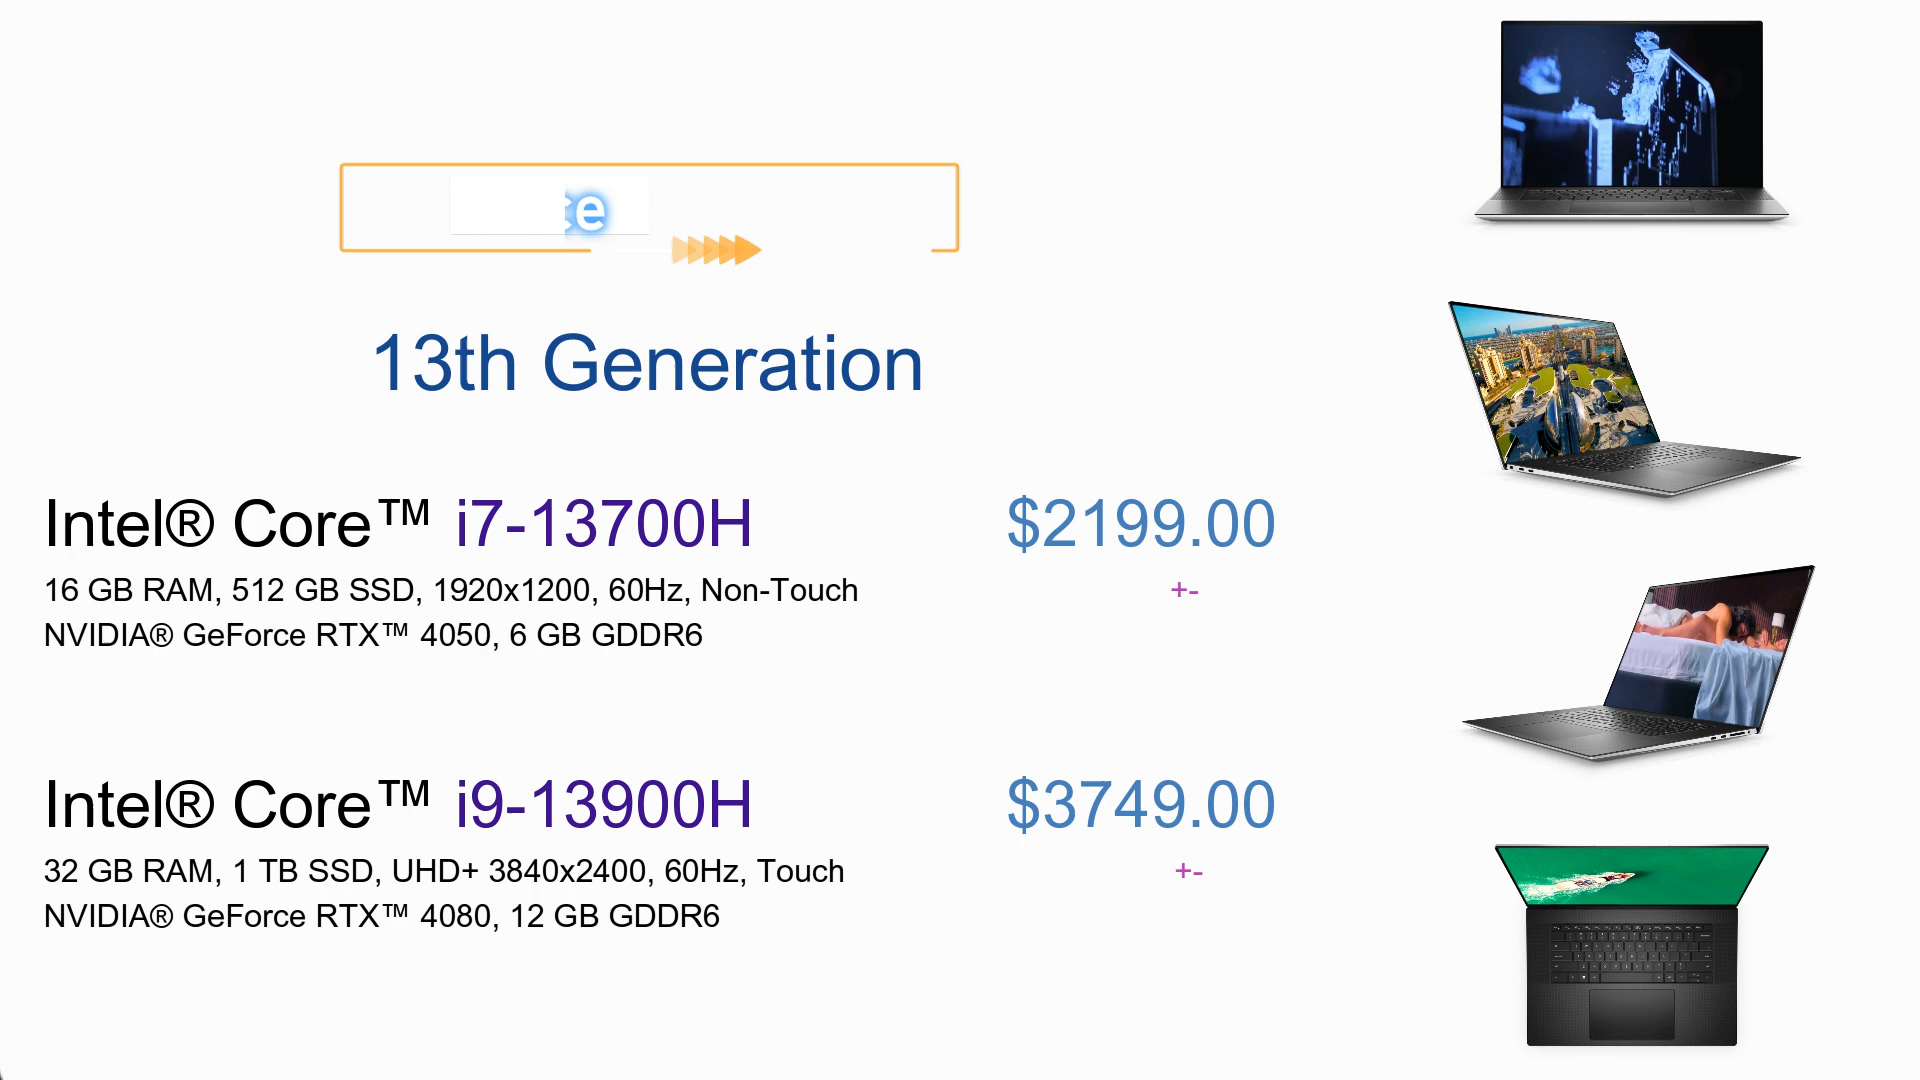 13th Generation
Intel® Core™ i7-13700H $2199.00
16 GB RAM, 512 GB SSD, 1920x1200, 60Hz, Non-Touch +-
NVIDIA® GeForce RTX™ 4050, 6 GB GDDR6
Intel® Core™ i9-13900H $3749.00
32 GB RAM, 1 TB SSD, UHD+ 3840x2400, 60Hz, Touch +-
NVIDIA® GeForce RTX™ 4080, 12 GB GDDR6